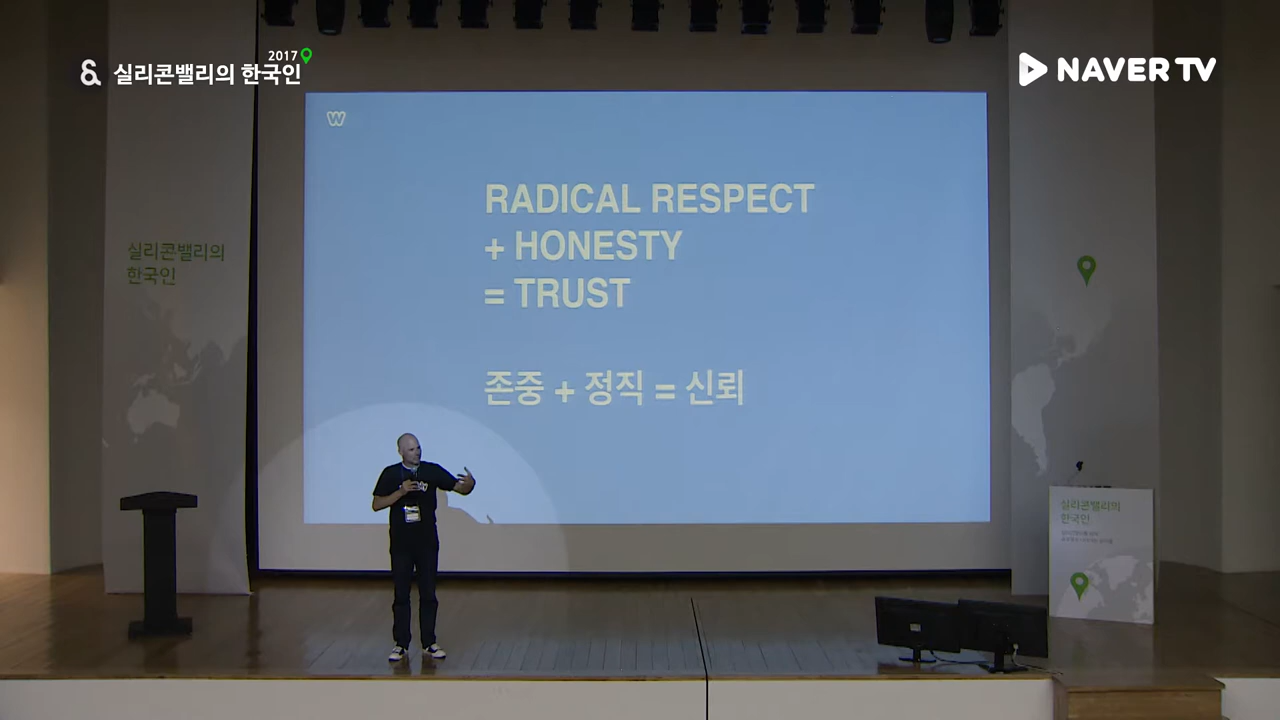 2017
& 실리콘밸리의 한국인
NAVER TV
W
RADICAL RESPECT
+ HONESTY
= TRUST
존중 + 정직 = 신뢰
실리콘밸리의
한국인
실리콘밸리의
한국인